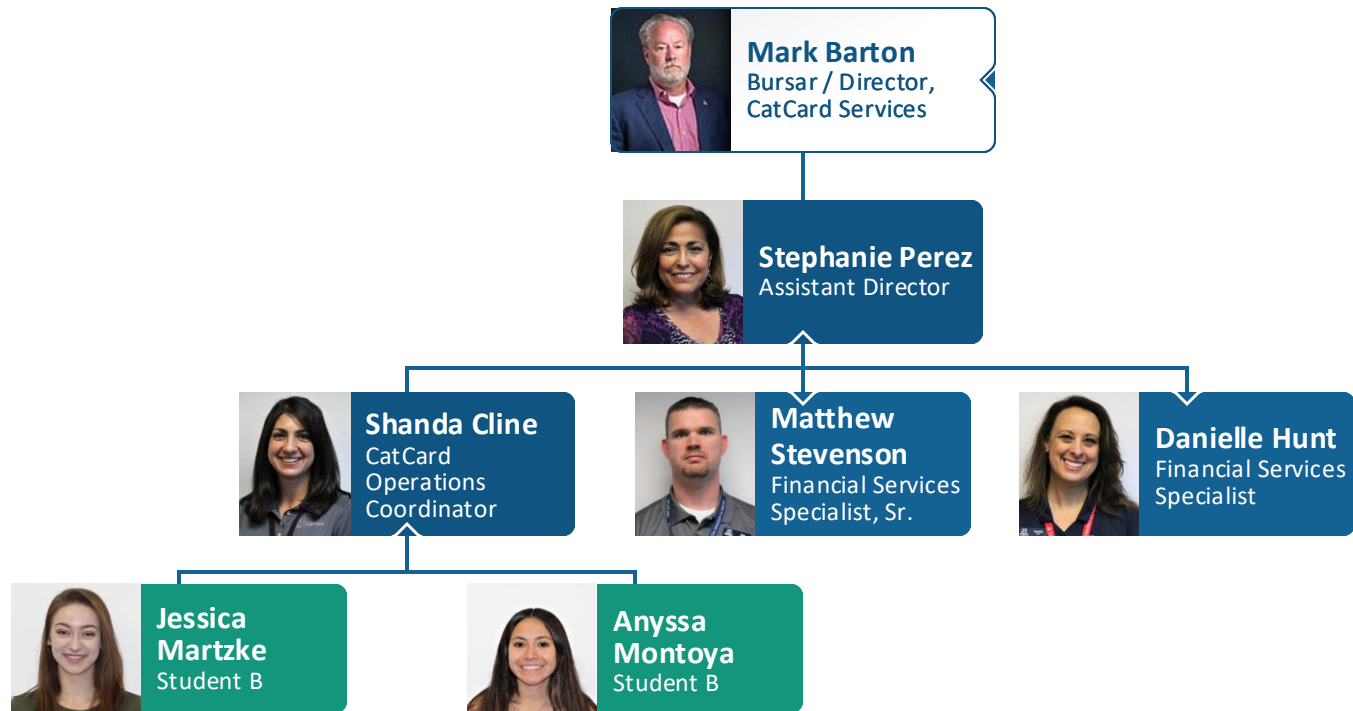 Mark Barton
Bursar / Director,
CatCard Services
Stephanie Perez
Assistant Director
Shanda Cline
CatCard
Operations
Coordinator
Matthew
Stevenson
Financial Services
Specialist, Sr.
Danielle Hunt
Financial Services
Specialist
Jessica
Martzke
Student B
Anyssa
Montoya
Student B